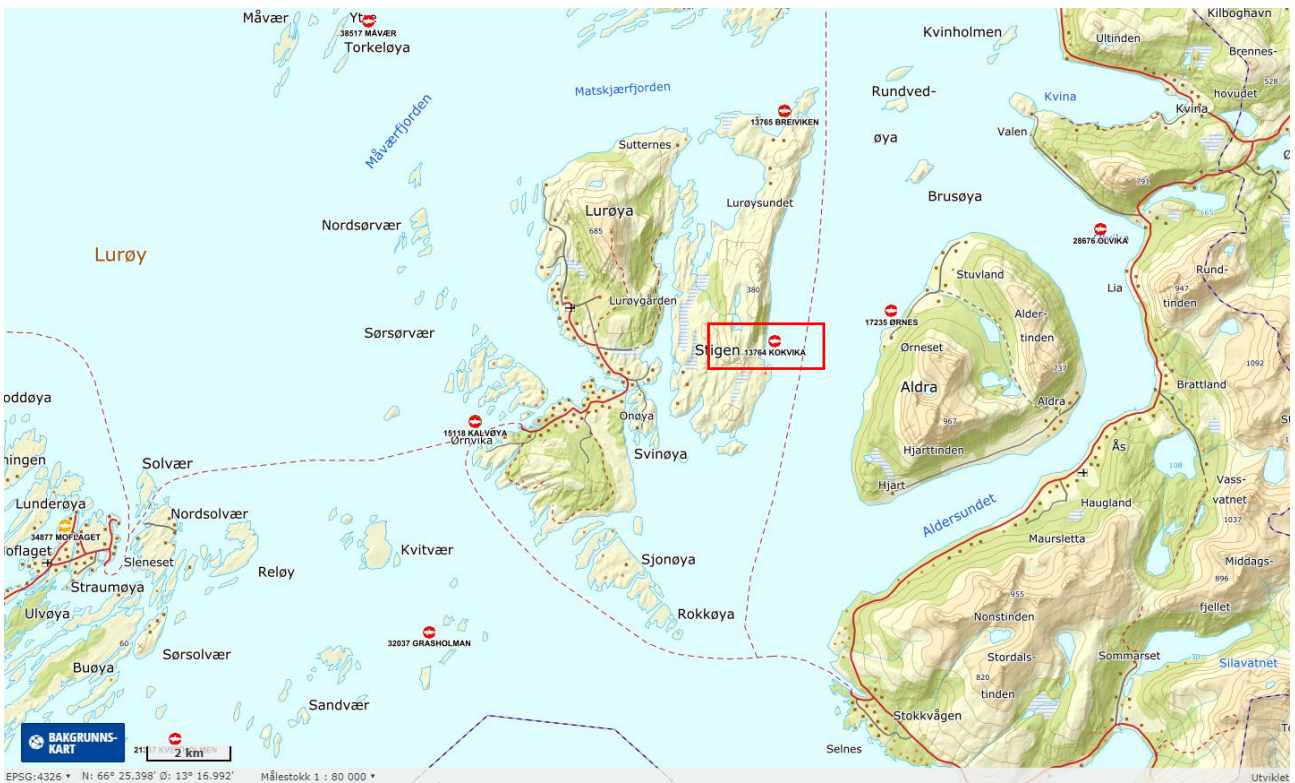 Måvær
Ytre
38517 MÅVÆR
Torkeløya
Kvinholmen
Ultinden
Kilboghavn
Brennes-
528
hovudet
Matskjærfjorden
Rundved-
Kvina
Kvina
Måværfjorden
13765 BREIVIKEN
øya
Valen
Sutternes
291
Brusøya
Lurøysundet
Lurøya
65
Nordsørvær
685
28676 OLVIKA
Lurøy
Stuvland
Rund-
947
tinden
Lia
380
Lurøygården
17235 ØRNES
Alder-
tinden
Sørsørvær
Stigen
13764 KOKVIKA
Ørneset
1092
737
Aldra
Brattland
Aldra
Onøya
15118 KALVØYA
Ørnvika
967
Hjarttinden
Ås
Svinøya
Solvær
108
Hjart
Vass-
vatnet
Lunderøya
Nordsolvær
Aldersundet
Haugland
34877 MOFLAGET
1037
Kvitvær
Maursletta
Sleneset
Sjonøya
Middags-
Reløy
896
Straumøya
955
fjellet
Ulvøya
Rokkøya
Nonstinden
32037 GRASHOLMAN
60
Sørsolvær
Stordals-
Sommarset
30
Silavatnet
Buøya
820
tinden
Sandvær
Stokkvågen
BAKGRUNNS-
KART
2 km
Selnes
EPSG:4326 N: 66° 25.398' Ø: 13° 16.992' Målestokk 1 : 80 000
Utviklet